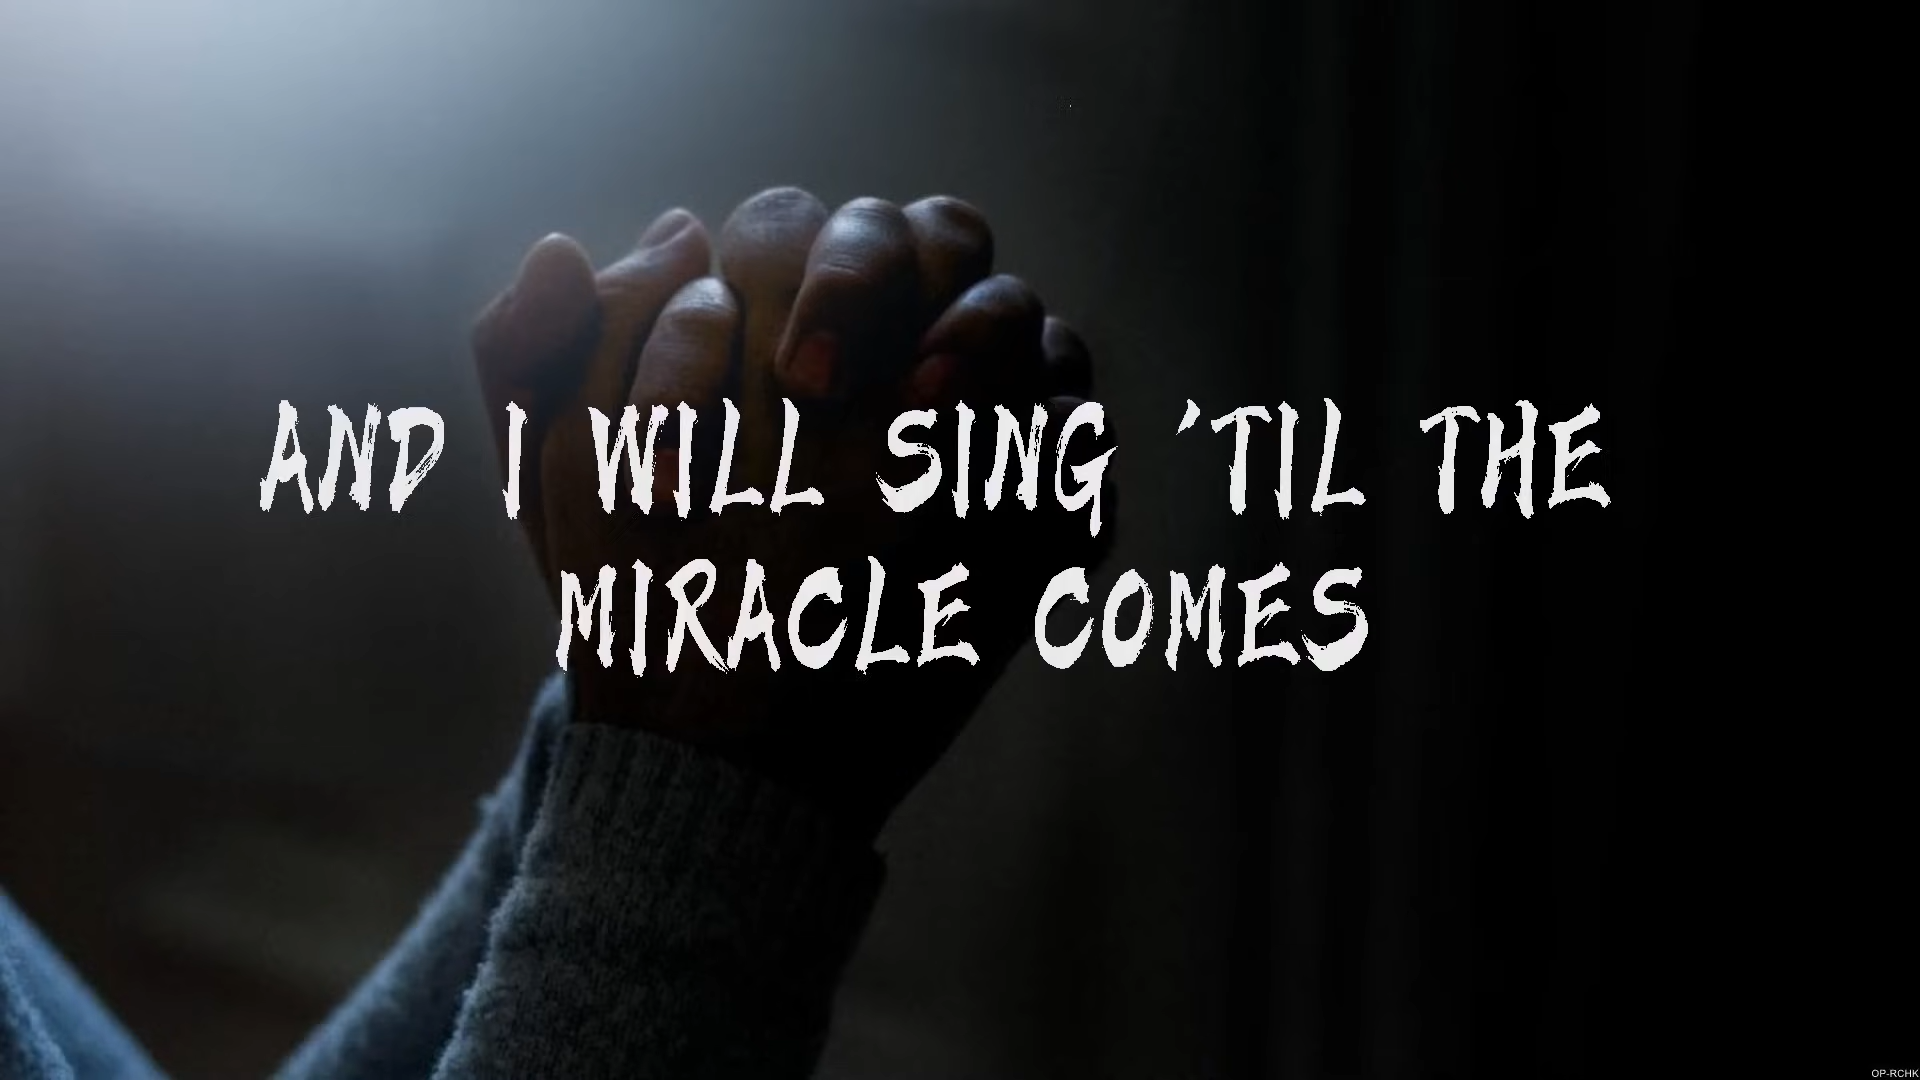 AND I WILL SING 'TIL THE
MIRACLE COMES
OP-RCHK